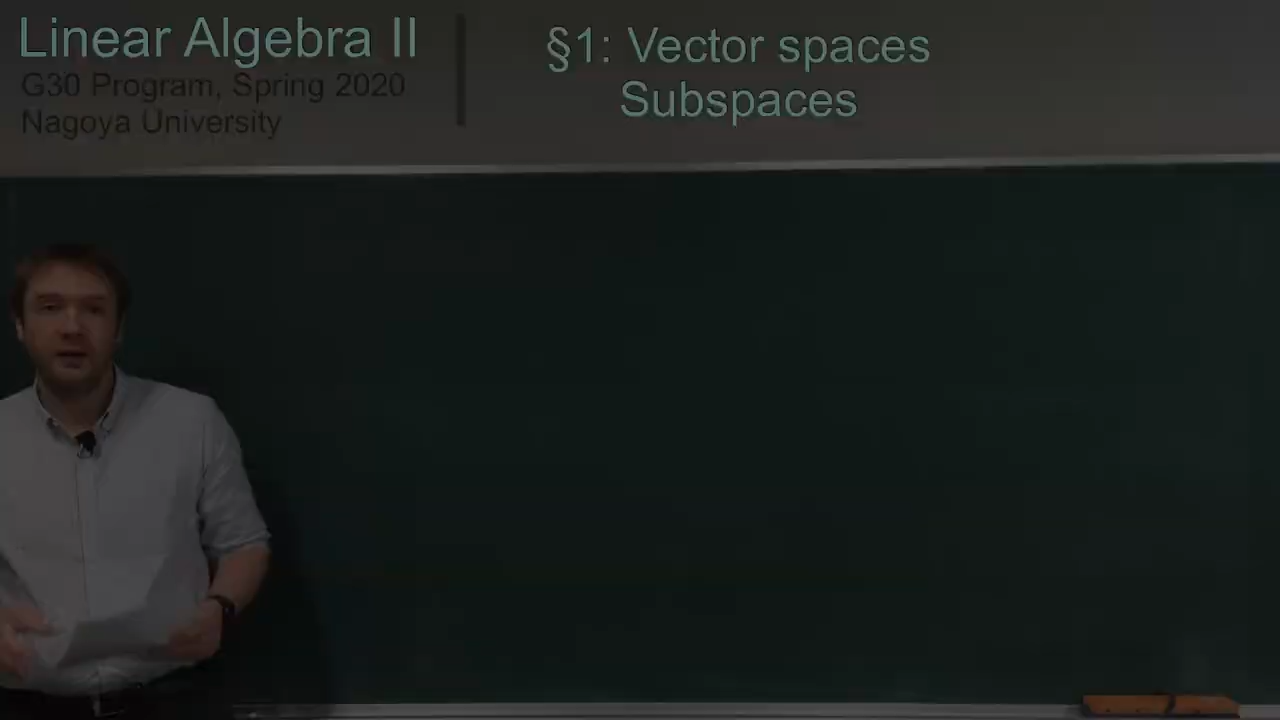 Linear Algebra II
G30 Program, Spring 2020
Nagoya University
§1: Vector spaces
Subspaces